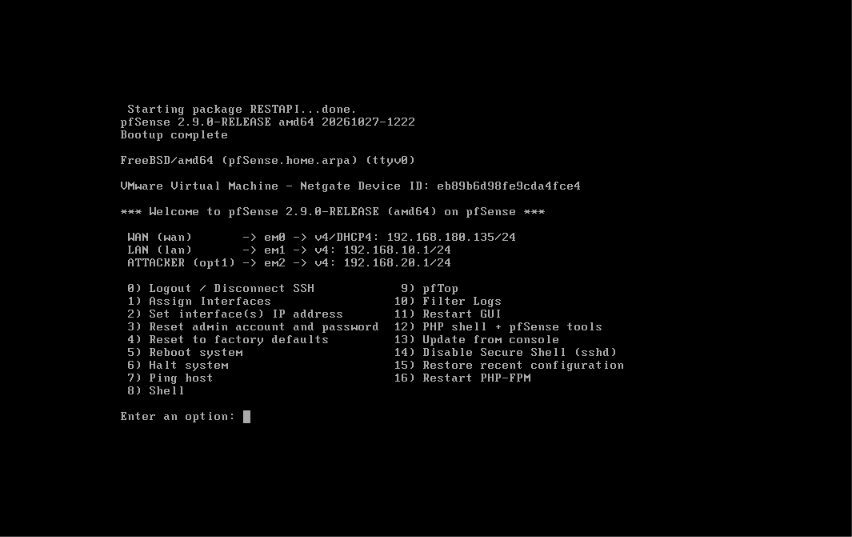 Starting package RESTAPI...done.
pfSense 2.9.0-RELEASE amd64 20261027-1222
Bootup complete
FreeBSD/amd64 (pfSense.home.arpa) (ttyv0)
VMware Virtual Machine - Netgate Device ID: eb89b6d98fe9cda4fce4
*** Welcome to pfSense 2.9.0-RELEASE (amd64) on pfSense ***
WAN (wan)       -> em0 -> v4/DHCP4: 192.168.180.135/24
LAN (lan)       -> em1 -> v4: 192.168.10.1/24
ATTACKER (opt1) -> em2 -> v4: 192.168.20.1/24
0) Logout / Disconnect SSH            9) pfTop
1) Assign Interfaces                 10) Filter Logs
2) Set interface(s) IP address       11) Restart GUI
3) Reset admin account and password  12) PHP shell + pfSense tools
4) Reset to factory defaults         13) Update from console
5) Reboot system                     14) Disable Secure Shell (sshd)
6) Halt system                       15) Restore recent configuration
7) Ping host                         16) Restart PHP-FPM
8) Shell
Enter an option: